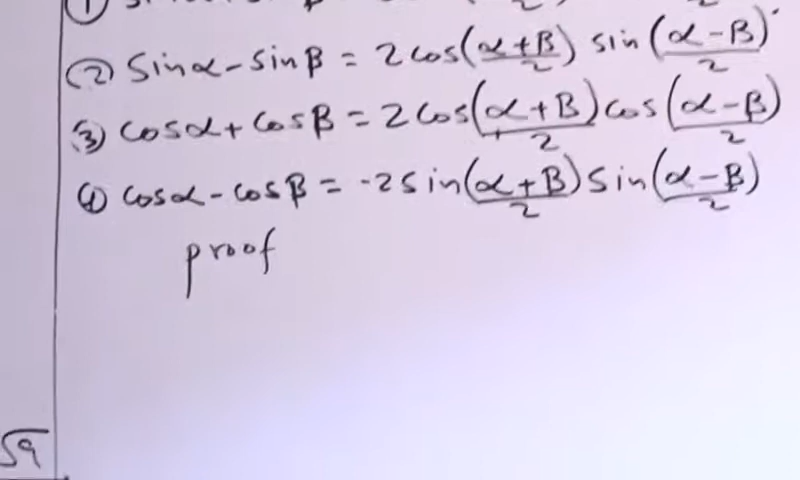 ② sinα - sinβ = 2cos(α+β/2) sin(α-β/2)
③ cosα + cosβ = 2cos(α+β/2) cos(α-β/2)
④ cosα - cosβ = -2sin(α+β/2) sin(α-β/2)
proof
√9